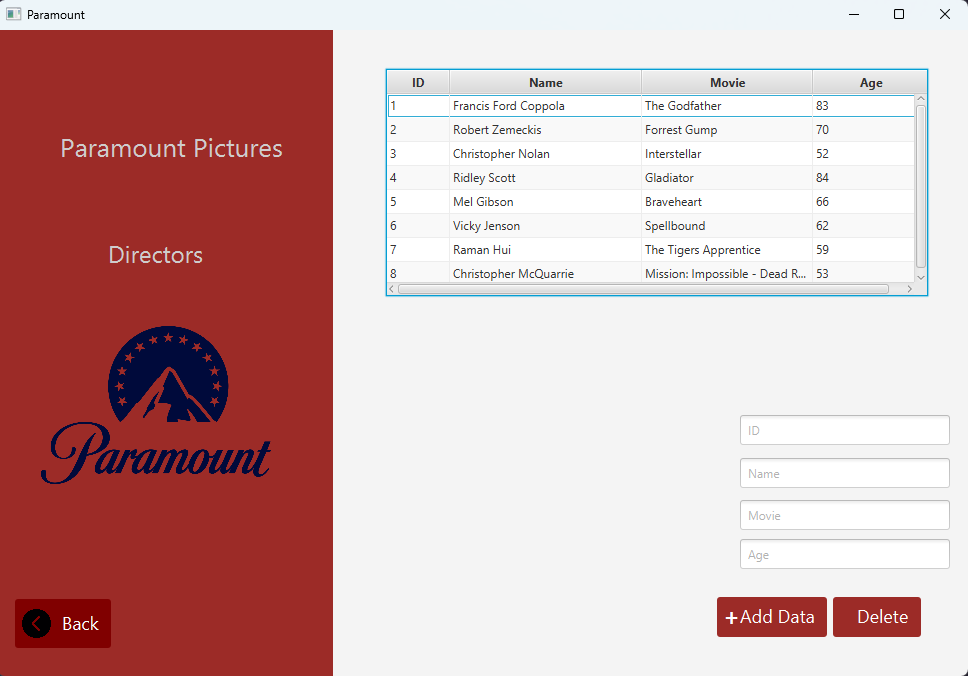 Paramount
Paramount Pictures
Directors
Paramount
Back
ID Name Movie Age
1 Francis Ford Coppola The Godfather 83
2 Robert Zemeckis Forrest Gump 70
3 Christopher Nolan Interstellar 52
4 Ridley Scott Gladiator 84
5 Mel Gibson Braveheart 66
6 Vicky Jenson Spellbound 62
7 Raman Hui The Tigers Apprentice 59
8 Christopher McQuarrie Mission: Impossible - Dead R... 53
ID
Name
Movie
Age
+Add Data Delete